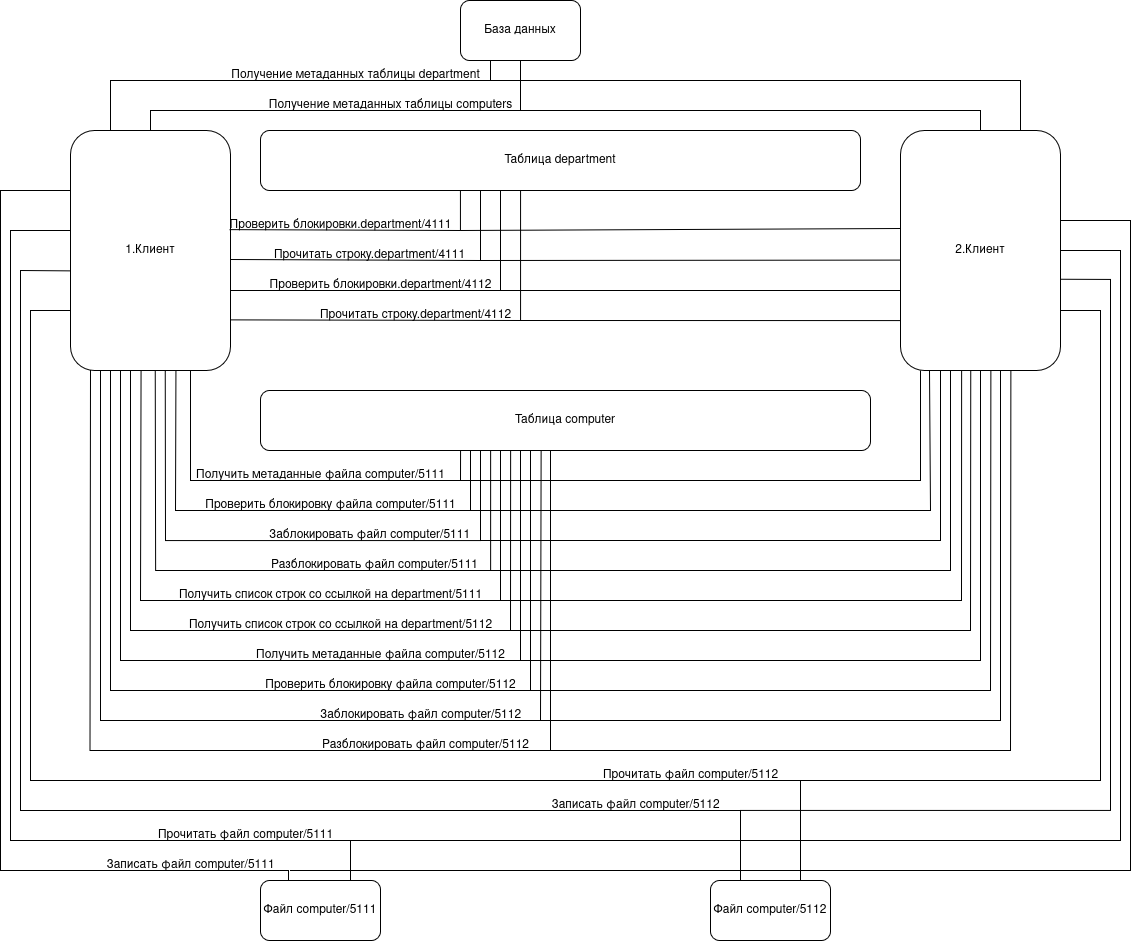 База данных
Получение метаданных таблицы department
Получение метаданных таблицы computers
Таблица department
Проверить блокировки.department/4111
1.Клиент
2.Клиент
Прочитать строку.department/4111
Проверить блокировки.department/4112
Прочитать строку.department/4112
Таблица computer
Получить метаданные файла computer/5111
Проверить блокировку файла computer/5111
Заблокировать файл computer/5111
Разблокировать файл computer/5111
Получить список строк со ссылкой на department/5111
Получить список строк со ссылкой на department/5112
Получить метаданные файла computer/5112
Проверить блокировку файла computer/5112
Заблокировать файл computer/5112
Разблокировать файл computer/5112
Прочитать файл computer/5112
Записать файл computer/5112
Прочитать файл computer/5111
Записать файл computer/5111
Файл computer/5111
Файл computer/5112